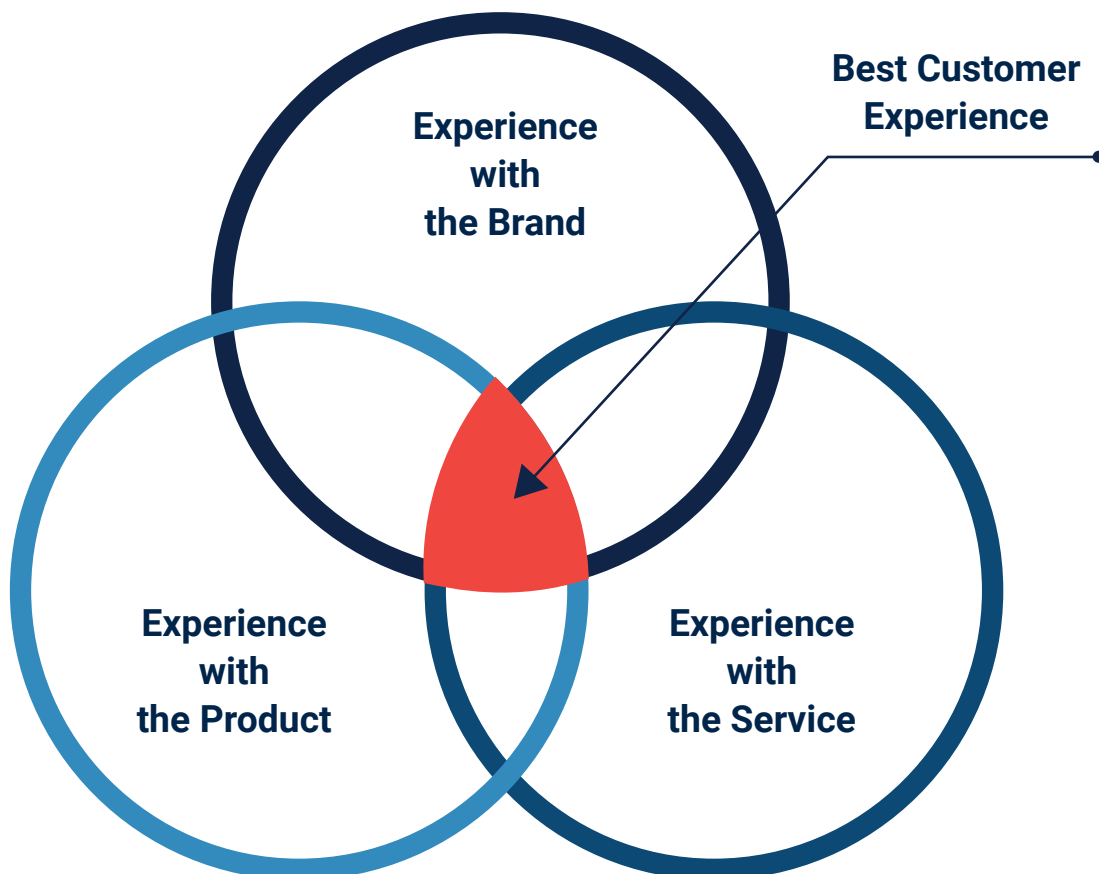 Best Customer
Experience
Experience
with
the Brand
Experience
with
the Product
Experience
with
the Service